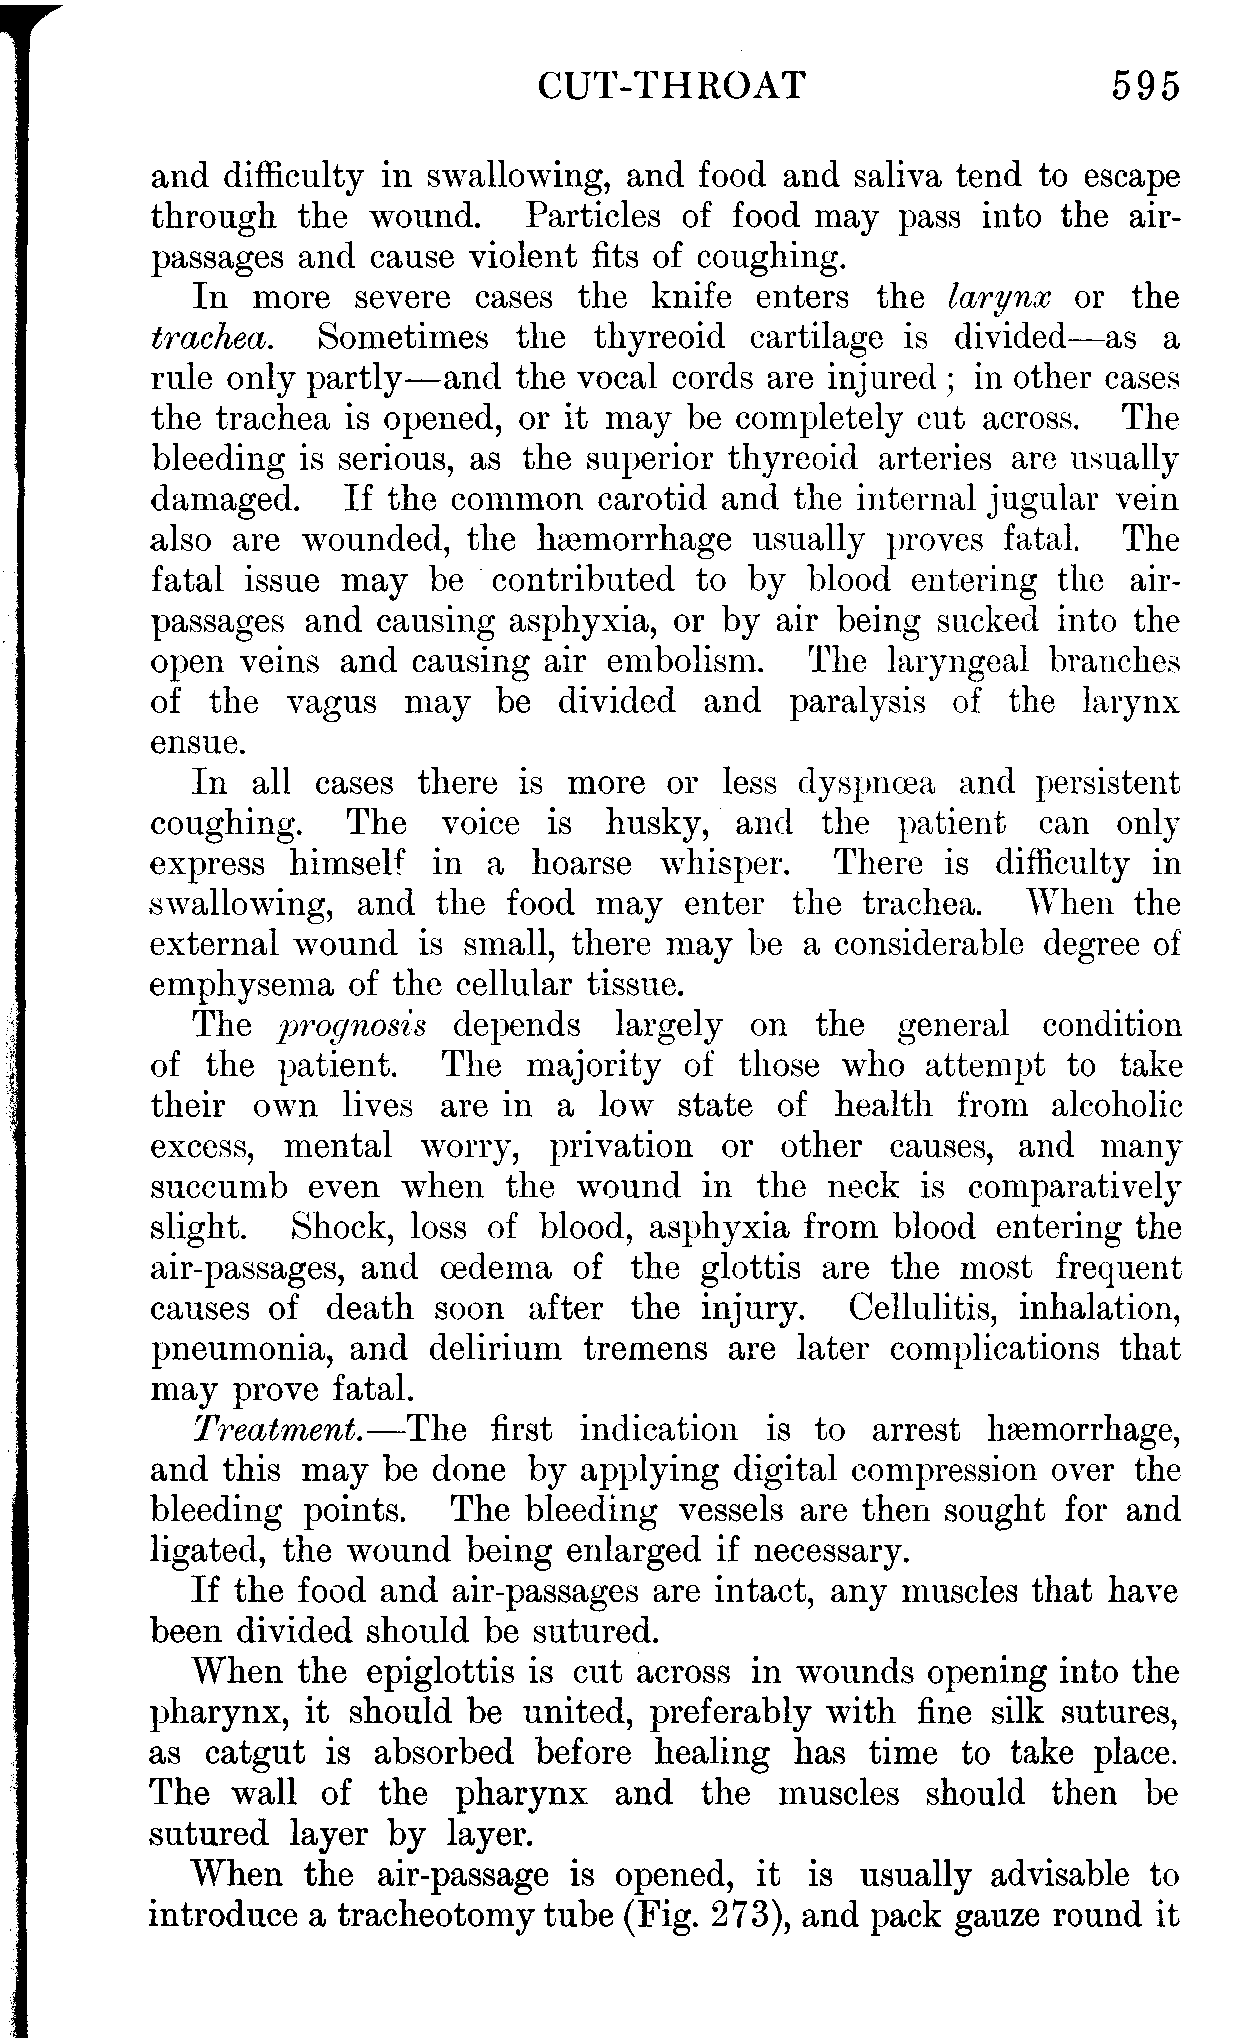 CUT-THROAT 595
and difficulty in swallowing, and food and saliva tend to escape
through the wound. Particles of food may pass into the air-
passages and cause violent fits of coughing.
In more severe cases the knife enters the larynx or the
trachea. Sometimes the thyreoid cartilage is divided—as a
rule only partly—and the vocal cords are injured; in other cases
the trachea is opened, or it may be completely cut across. The
bleeding is serious, as the superior thyreoid arteries are usually
damaged. If the common carotid and the internal jugular vein
also are wounded, the hæmorrhage usually proves fatal. The
fatal issue may be contributed to by blood entering the air-
passages and causing asphyxia, or by air being sucked into the
open veins and causing air embolism. The laryngeal branches
of the vagus may be divided and paralysis of the larynx
ensue.
In all cases there is more or less dyspnœa and persistent
coughing. The voice is husky, and the patient can only
express himself in a hoarse whisper. There is difficulty in
swallowing, and the food may enter the trachea. When the
external wound is small, there may be a considerable degree of
emphysema of the cellular tissue.
The prognosis depends largely on the general condition
of the patient. The majority of those who attempt to take
their own lives are in a low state of health from alcoholic
excess, mental worry, privation or other causes, and many
succumb even when the wound in the neck is comparatively
slight. Shock, loss of blood, asphyxia from blood entering the
air-passages, and œdema of the glottis are the most frequent
causes of death soon after the injury. Cellulitis, inhalation,
pneumonia, and delirium tremens are later complications that
may prove fatal.
Treatment.—The first indication is to arrest hæmorrhage,
and this may be done by applying digital compression over the
bleeding points. The bleeding vessels are then sought for and
ligated, the wound being enlarged if necessary.
If the food and air-passages are intact, any muscles that have
been divided should be sutured.
When the epiglottis is cut across in wounds opening into the
pharynx, it should be united, preferably with fine silk sutures,
as catgut is absorbed before healing has time to take place.
The wall of the pharynx and the muscles should then be
sutured layer by layer.
When the air-passage is opened, it is usually advisable to
introduce a tracheotomy tube (Fig. 273), and pack gauze round it